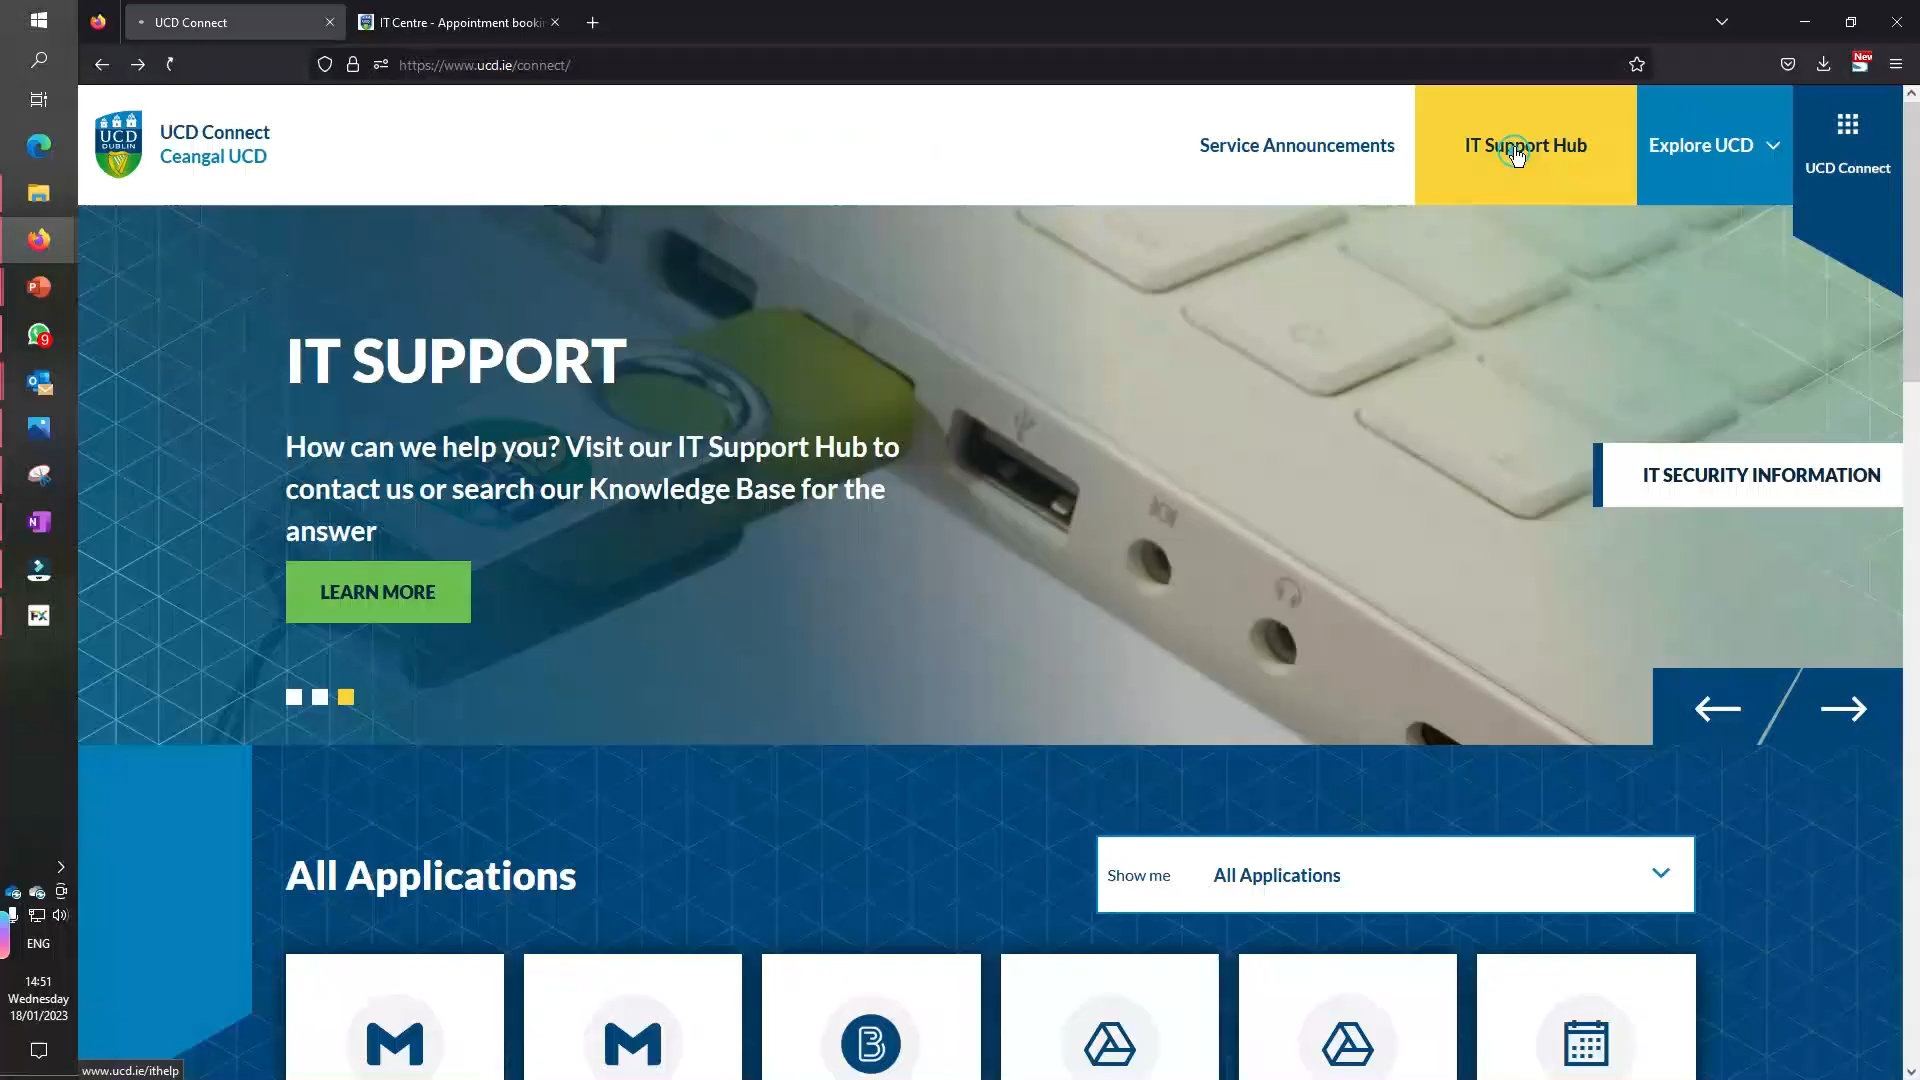 UCD Connect
IT Centre - Appointment booki
https://www.ucd.ie/connect/
New
UCD
DUBLIN
UCD Connect
Ceangal UCD
Service Announcements
IT Support Hub
Explore UCD
UCD Connect
IT SUPPORT
How can we help you? Visit our IT Support Hub to
contact us or search our Knowledge Base for the
answer
LEARN MORE
IT SECURITY INFORMATION
All Applications
Show me
All Applications
9
ENG
14:51
Wednesday
18/01/2023
www.ucd.ie/ithelp